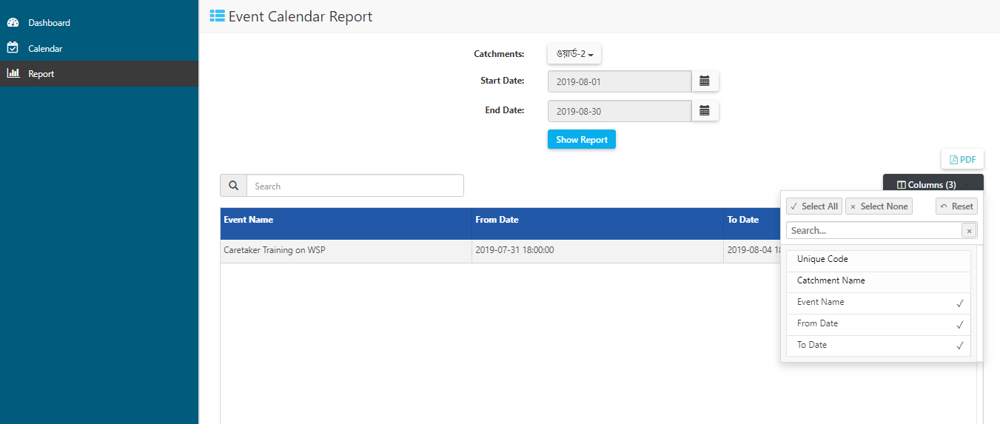 Dashboard
Calendar
Report
Event Calendar Report
Catchments: ওয়ার্ড-2
Start Date: 2019-08-01
End Date: 2019-08-30
Show Report
PDF
Search
Columns (3)
Select All Select None Reset
Search...
Event Name From Date To Date
Caretaker Training on WSP 2019-07-31 18:00:00 2019-08-04
Unique Code
Catchment Name
Event Name
From Date
To Date